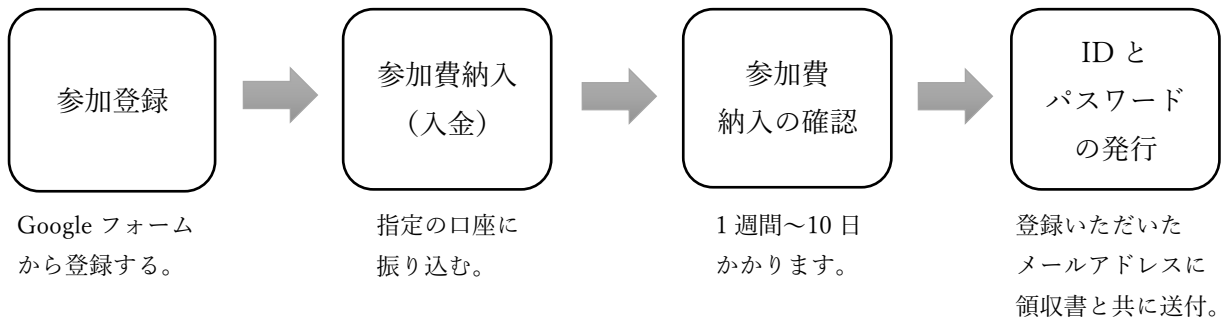 参加登録
Google フォーム
から登録する。
参加費納入
（入金）
指定の口座に
振り込む。
参加費
納入の確認
1 週間～10 日
かかります。
ID と
パスワード
の発行
登録いただいた
メールアドレスに
領収書と共に送付。